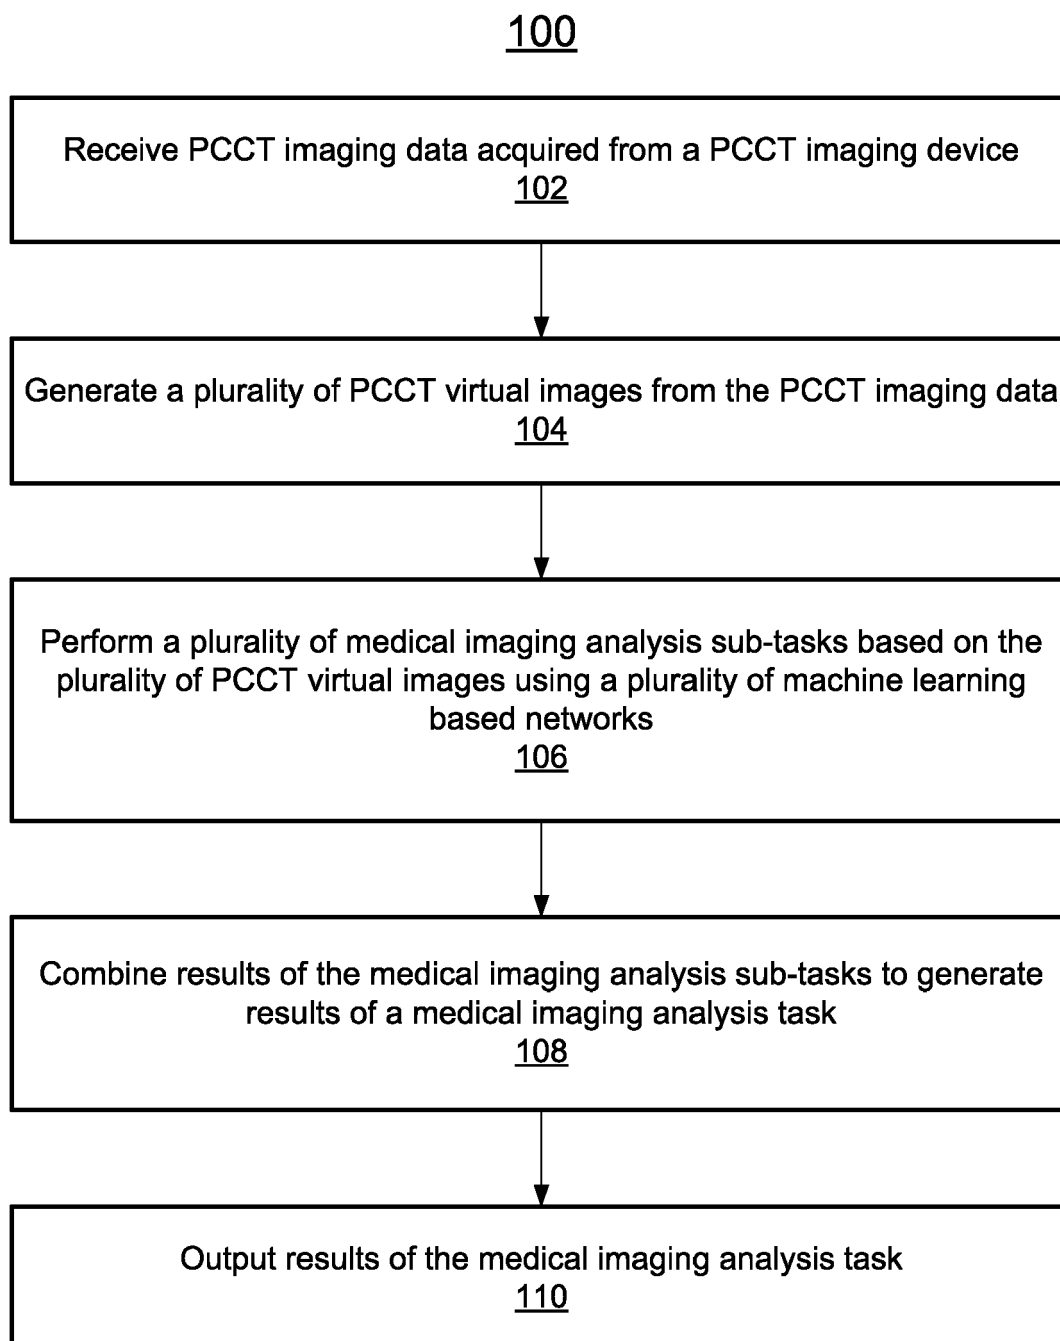 100
Receive PCCT imaging data acquired from a PCCT imaging device
102
Generate a plurality of PCCT virtual images from the PCCT imaging data
104
Perform a plurality of medical imaging analysis sub-tasks based on the
plurality of PCCT virtual images using a plurality of machine learning
based networks
106
Combine results of the medical imaging analysis sub-tasks to generate
results of a medical imaging analysis task
108
Output results of the medical imaging analysis task
110